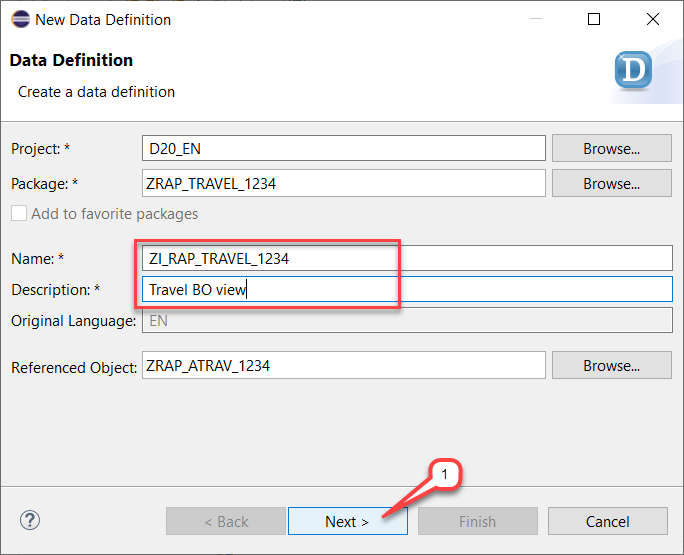 New Data Definition
Data Definition
Create a data definition
D
Project: * D20_EN Browse...
Package: * ZRAP_TRAVEL_1234 Browse...
Add to favorite packages
Name: * ZI_RAP_TRAVEL_1234
Description: * Travel BO view
Original Language: EN
Referenced Object: ZRAP_ATRAV_1234 Browse...
1
? < Back Next > Finish Cancel